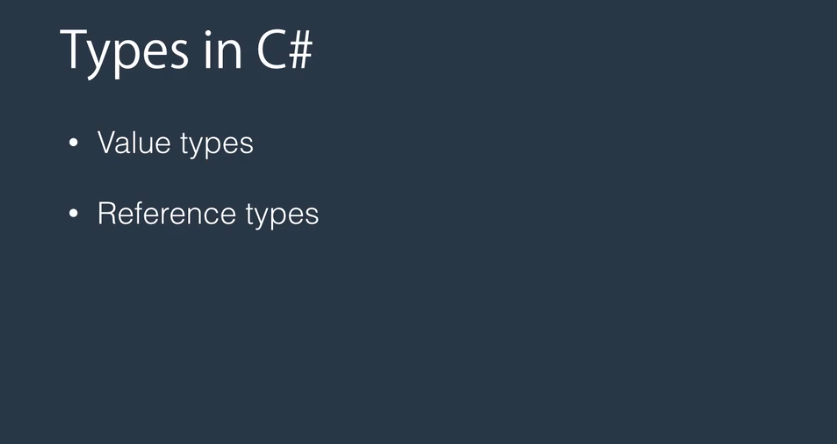 Types in C#
• Value types
• Reference types